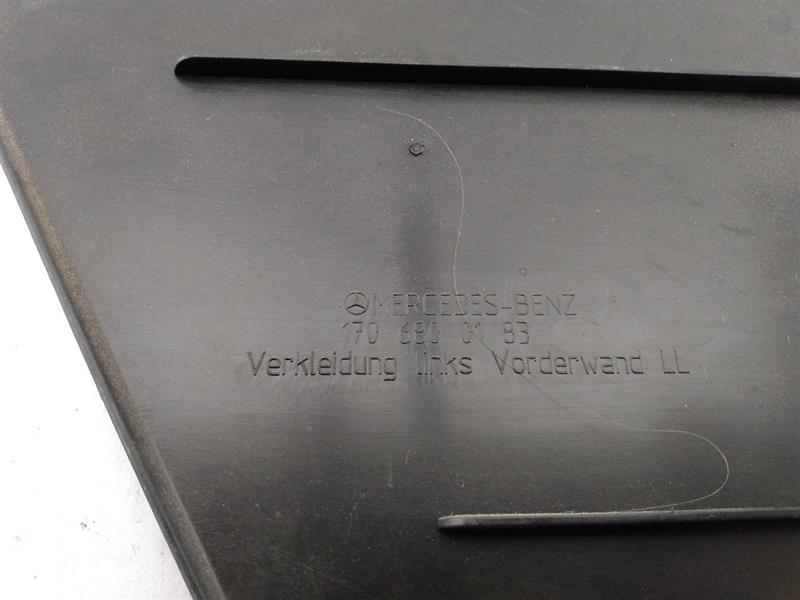 MERCEDES-BENZ
170 680 01 83
Verkleidung links Vorderwand LL